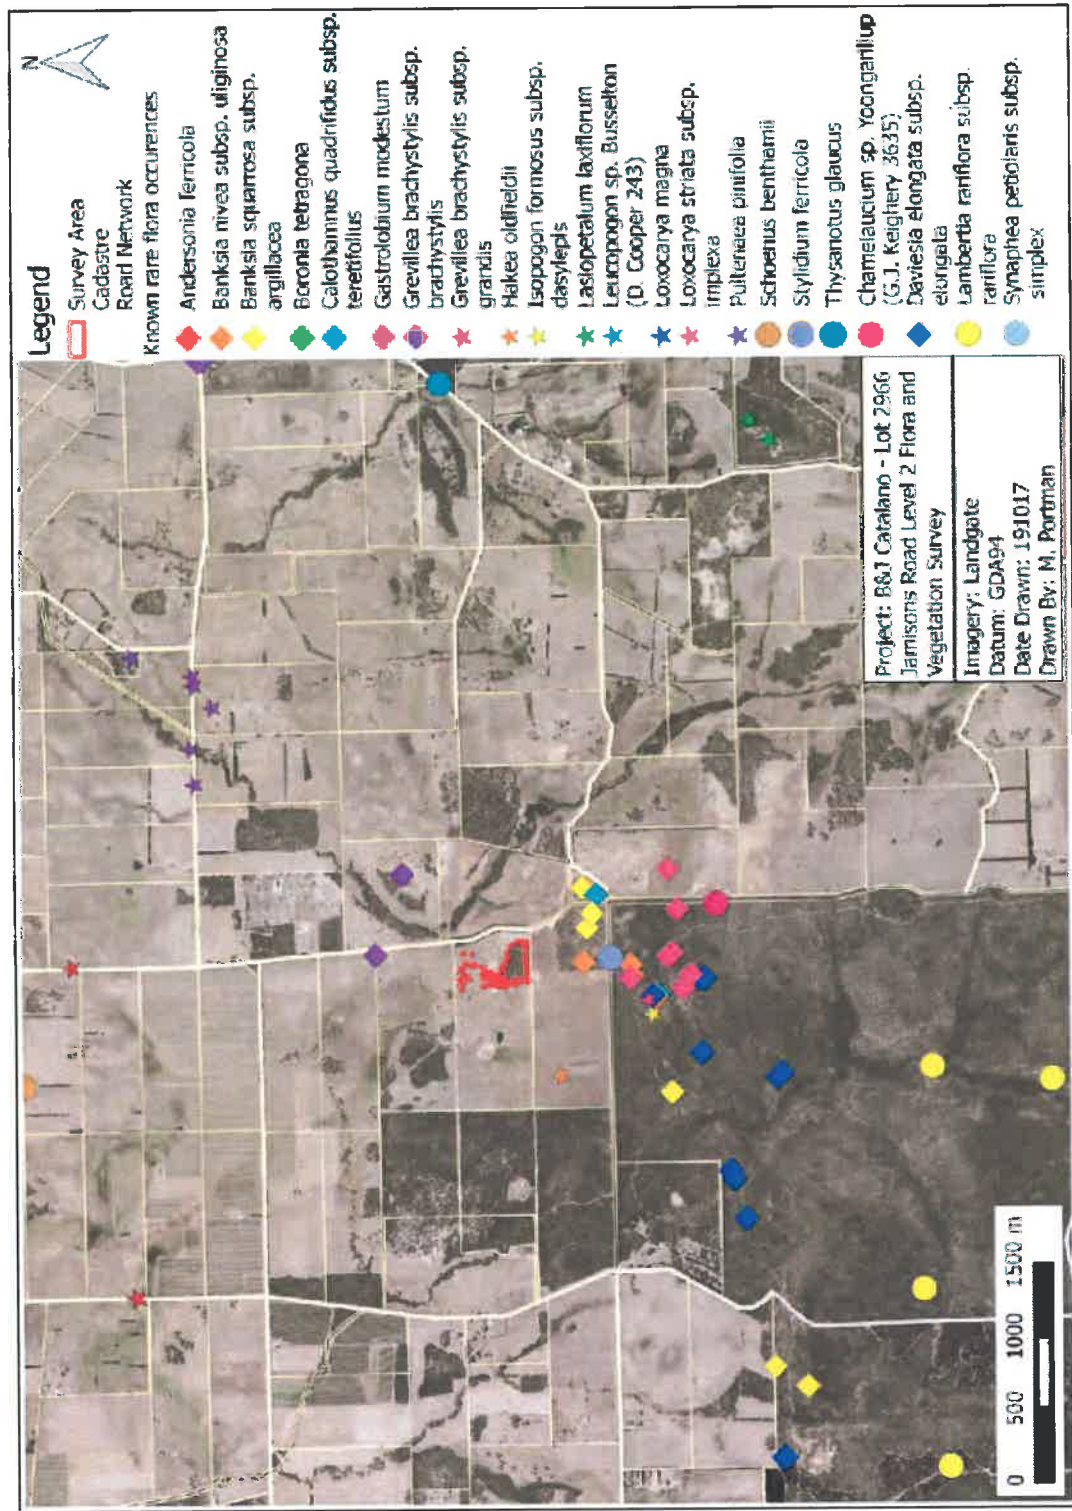 N
Legend
Survey Area
Cadastre
Road Network
Known rare flora occurences
Andersonia ferricola
Banksia nivea subsp. uliginosa
Banksia squarrosa subsp.
argillacea
Boronia tetragona
Calothamnus quadrifidus subsp.
teretifolius
Gastrolobium modestum
Grevillea brachystylis subsp.
brachystylis
Grevillea brachystylis subsp.
grandis
Hakea oldfieldii
Isopogon formosus subsp.
dasylepis
Lasiopetalum laxiflorum
Leucopogon sp. Busselton
(D. Cooper 243)
Loxocarya magna
Loxocarya striata subsp.
implexa
Pultenaea pinifolia
Schoenus benthamii
Stylidium ferricola
Thysanotus glaucus
Chamelaucium sp. Yoongarillup
(G.J. Keighery 3635)
Daviesia elongata subsp.
elongata
Lambertia rariflora subsp.
rariflora
Synaphea petiolaris subsp.
simplex
Project: B&J Catalano - Lot 2966
Jamisons Road Level 2 Flora and
Vegetation Survey
Imagery: Landgate
Datum: GDA94
Date Drawn: 191017
Drawn By: M. Portman
0 500 1000 1500 m